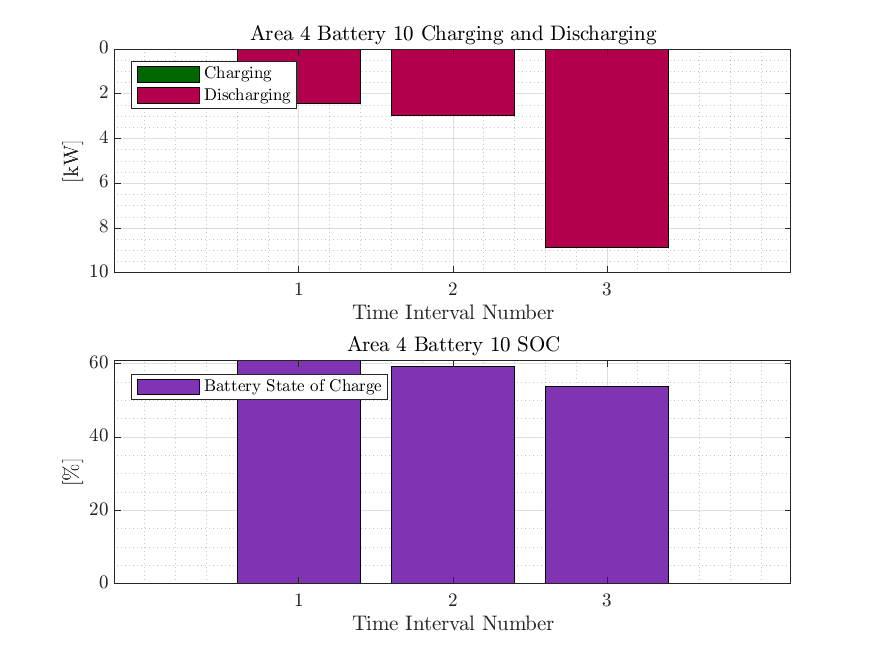 Area 4 Battery 10 Charging and Discharging
0
2
4
6
8
10
[kW]
Charging
Discharging
1 2 3
Time Interval Number
Area 4 Battery 10 SOC
60
40
20
0
[%]
Battery State of Charge
1 2 3
Time Interval Number